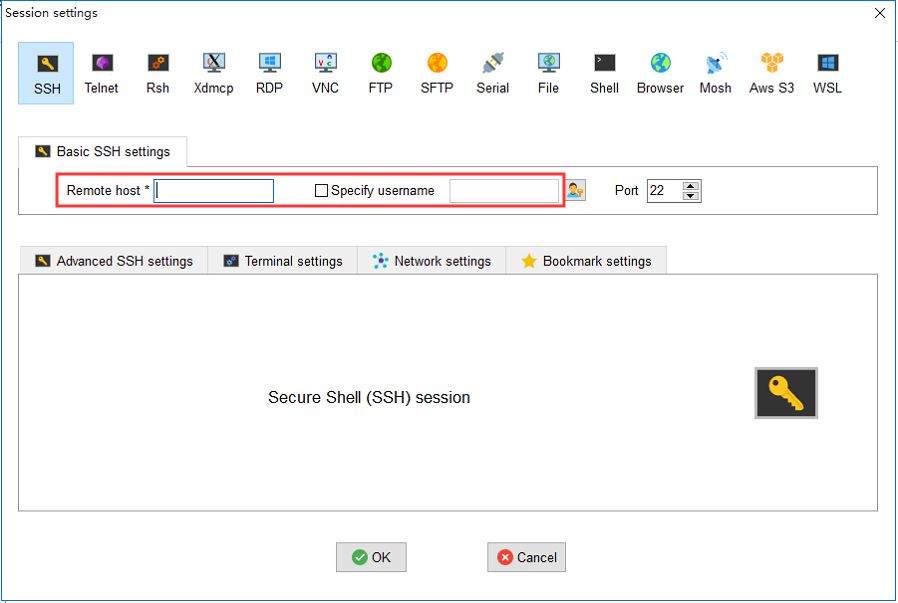 Session settings
SSH Telnet Rsh Xdmcp RDP VNC FTP SFTP Serial File Shell Browser Mosh Aws S3 WSL
Basic SSH settings
Remote host * Specify username Port 22
Advanced SSH settings Terminal settings Network settings Bookmark settings
Secure Shell (SSH) session
OK Cancel